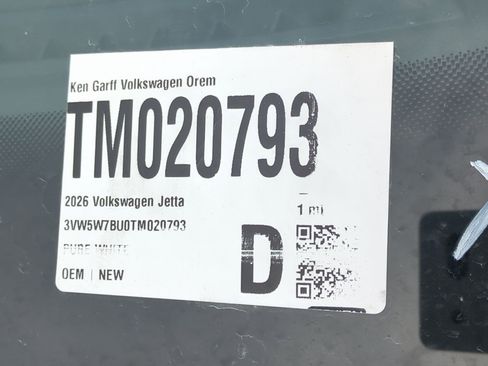 Ken Garff Volkswagen Orem
TM020793
2026 Volkswagen Jetta
3VW5W7BU0TM020793
PURE WHITE
OEM | NEW
1 mi
D